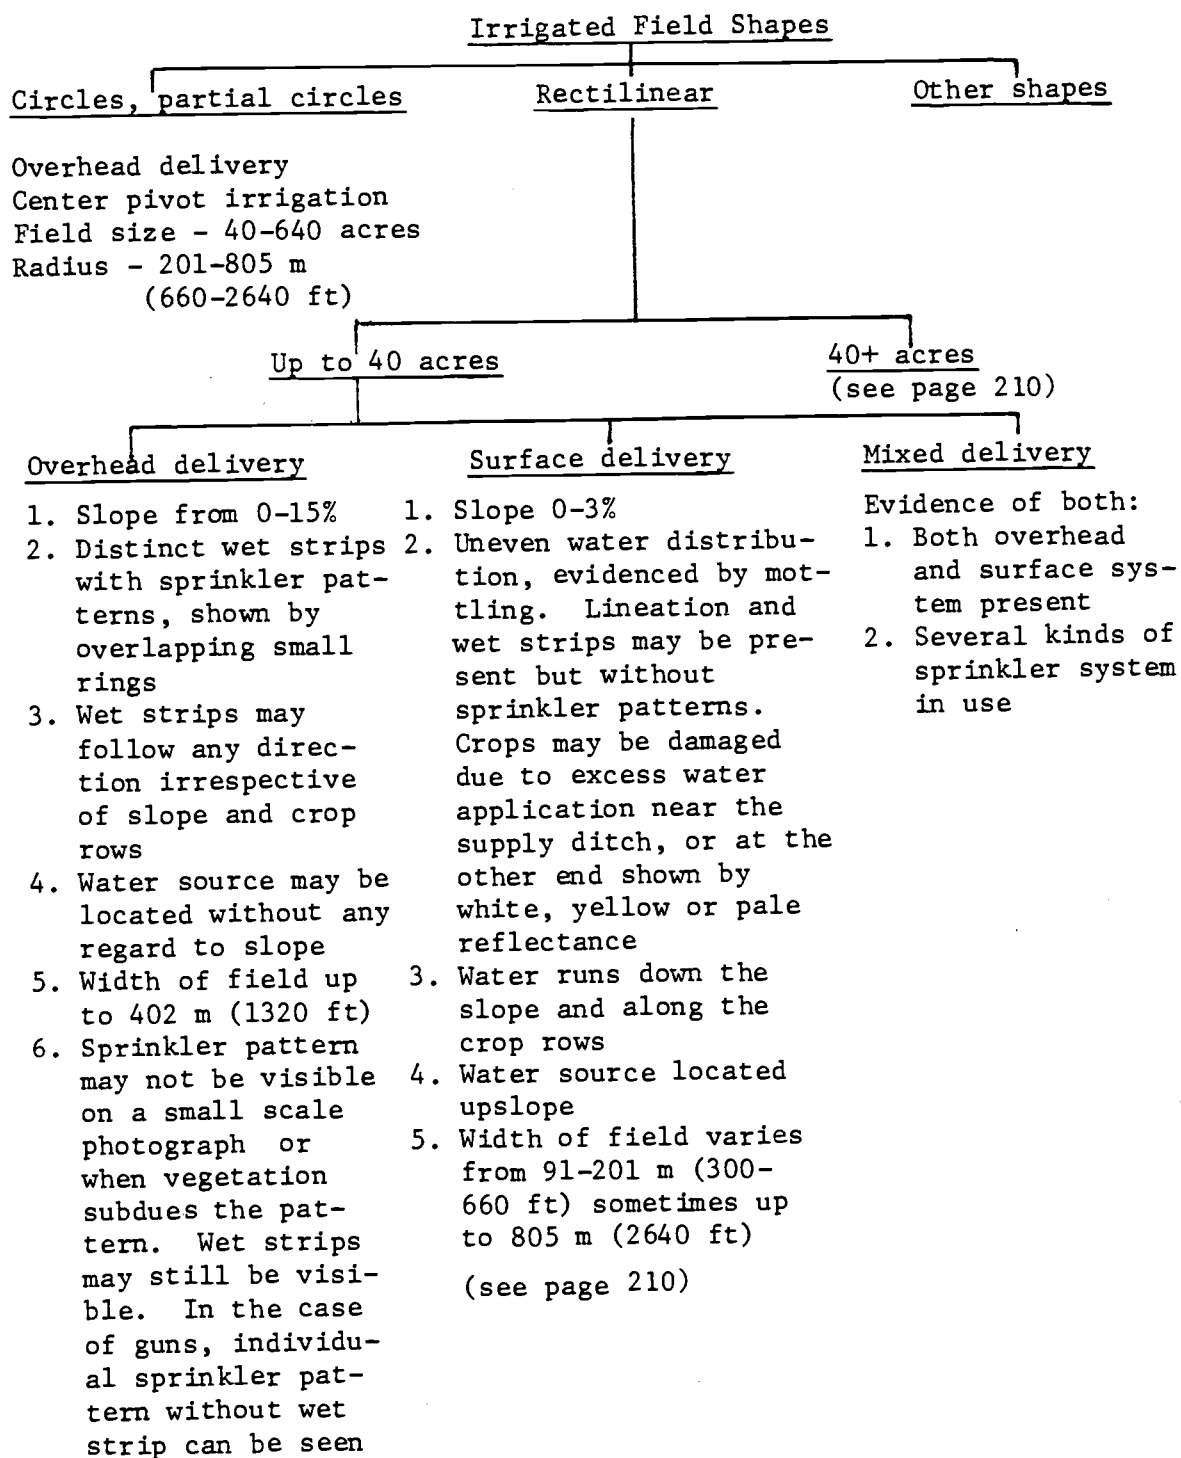 Irrigated Field Shapes
Circles, partial circles
Rectilinear
Other shapes
Overhead delivery
Center pivot irrigation
Field size - 40-640 acres
Radius - 201-805 m
(660-2640 ft)
Up to 40 acres
40+ acres
(see page 210)
Overhead delivery
1. Slope from 0-15%
2. Distinct wet strips
with sprinkler pat-
terns, shown by
overlapping small
rings
3. Wet strips may
follow any direc-
tion irrespective
of slope and crop
rows
4. Water source may be
located without any
regard to slope
5. Width of field up
to 402 m (1320 ft)
6. Sprinkler pattern
may not be visible
on a small scale
photograph or
when vegetation
subdues the pat-
tern. Wet strips
may still be visi-
ble. In the case
of guns, individu-
al sprinkler pat-
tern without wet
strip can be seen
Surface delivery
1. Slope 0-3%
2. Uneven water distribu-
tion, evidenced by mot-
tling. Lineation and
wet strips may be pre-
sent but without
sprinkler patterns.
Crops may be damaged
due to excess water
application near the
supply ditch, or at the
other end shown by
white, yellow or pale
reflectance
3. Water runs down the
slope and along the
crop rows
4. Water source located
upslope
5. Width of field varies
from 91-201 m (300-
660 ft) sometimes up
to 805 m (2640 ft)
(see page 210)
Mixed delivery
Evidence of both:
1. Both overhead
and surface sys-
tem present
2. Several kinds of
sprinkler system
in use